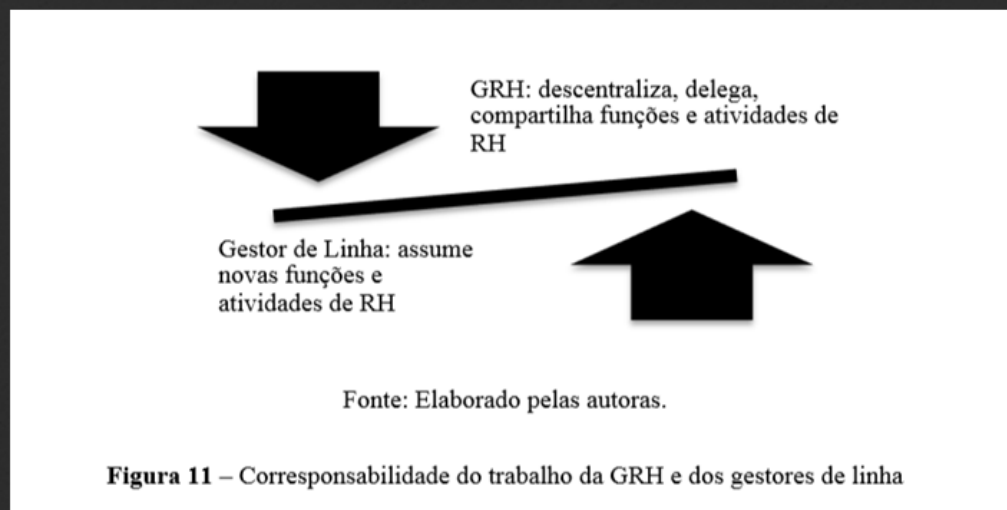 GRH: descentraliza, delega,
compartilha funções e atividades de
RH
Gestor de Linha: assume
novas funções e
atividades de RH
Fonte: Elaborado pelas autoras.
Figura 11 – Corresponsabilidade do trabalho da GRH e dos gestores de linha